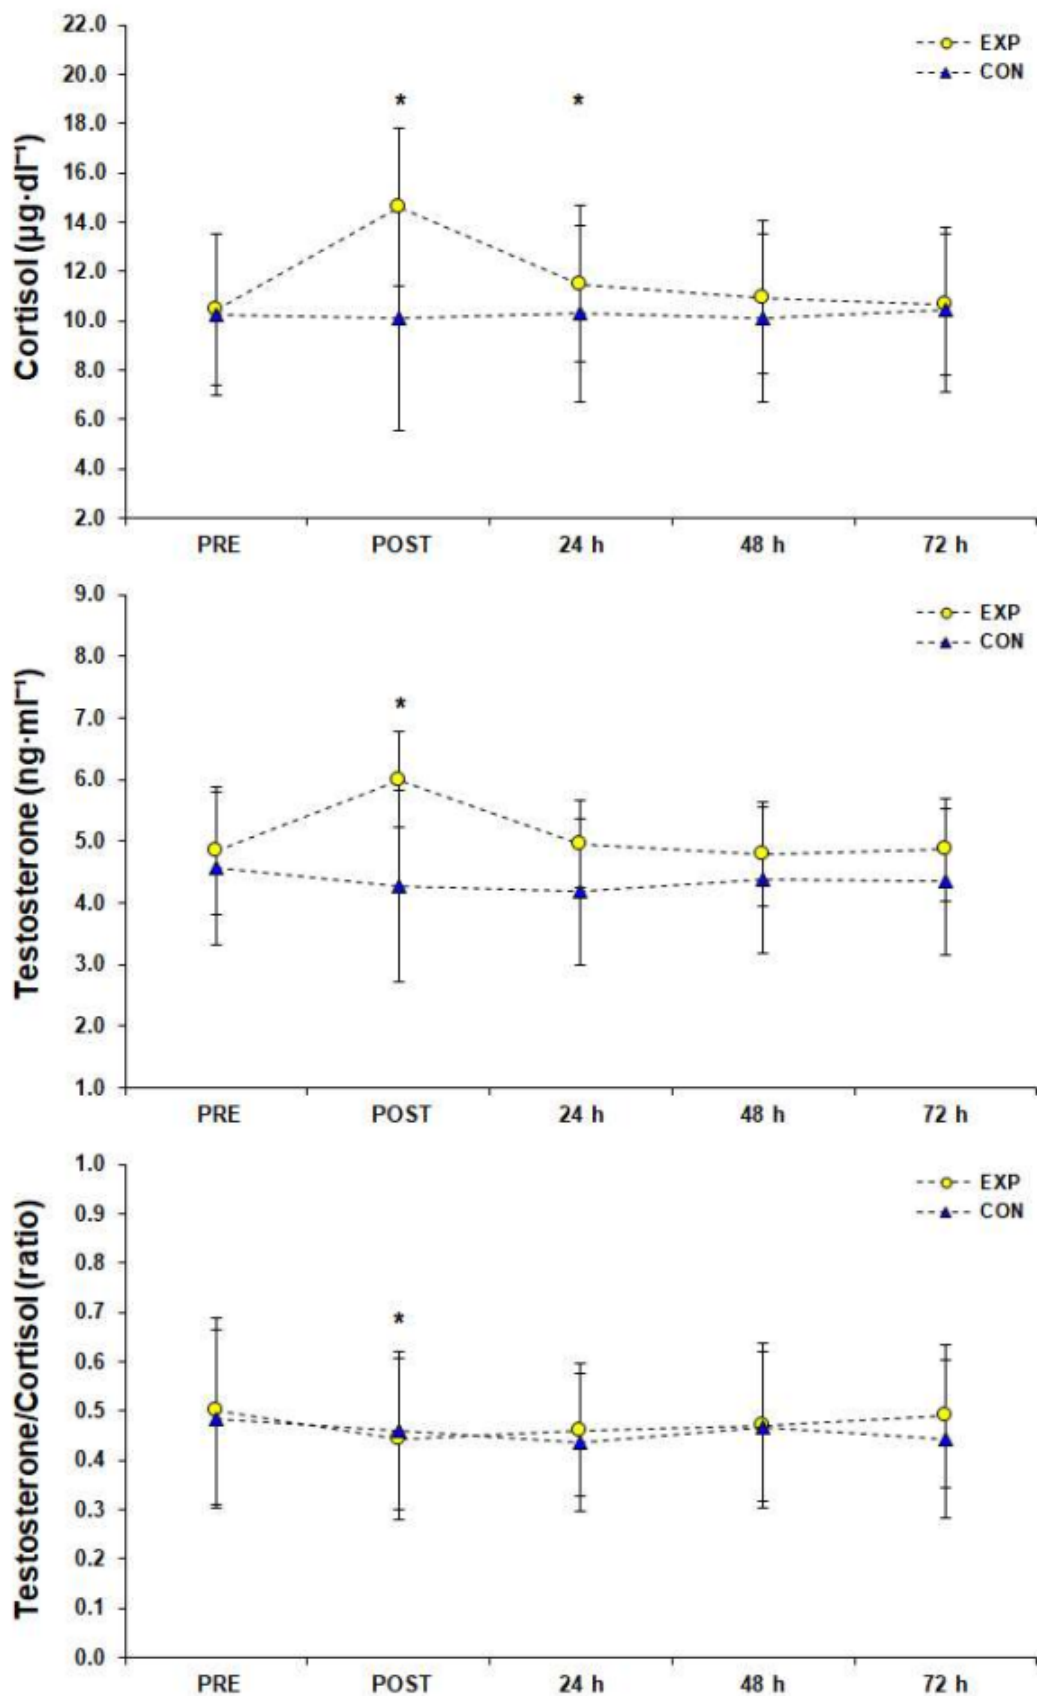 22.0
20.0
18.0
16.0
14.0
12.0
10.0
8.0
6.0
4.0
2.0
Cortisol (µg·dl⁻¹)
EXP
CON
*
*
PRE POST 24 h 48 h 72 h
9.0
8.0
7.0
6.0
5.0
4.0
3.0
2.0
1.0
Testosterone (ng·ml⁻¹)
EXP
CON
*
PRE POST 24 h 48 h 72 h
1.0
0.9
0.8
0.7
0.6
0.5
0.4
0.3
0.2
0.1
0.0
Testosterone/Cortisol (ratio)
EXP
CON
*
PRE POST 24 h 48 h 72 h